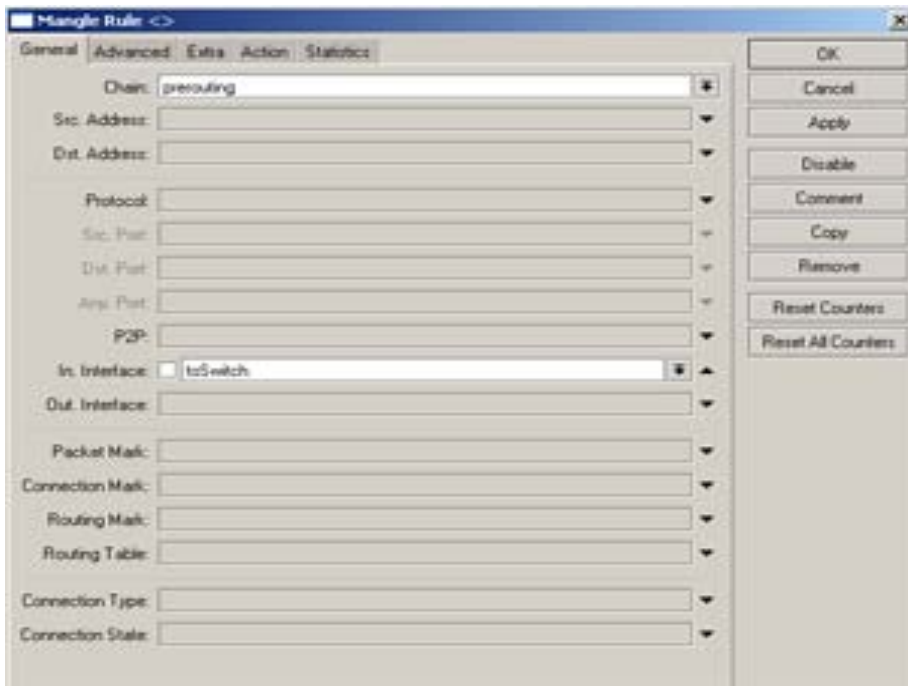 Mangle Rule <>
General Advanced Extra Action Statistics
Chain: prerouting
Src. Address:
Dst. Address:
Protocol:
Src. Port:
Dst. Port:
Any. Port:
P2P:
In. Interface: toSwitch
Out. Interface:
Packet Mark:
Connection Mark:
Routing Mark:
Routing Table:
Connection Type:
Connection State:
OK
Cancel
Apply
Disable
Comment
Copy
Remove
Reset Counters
Reset All Counters